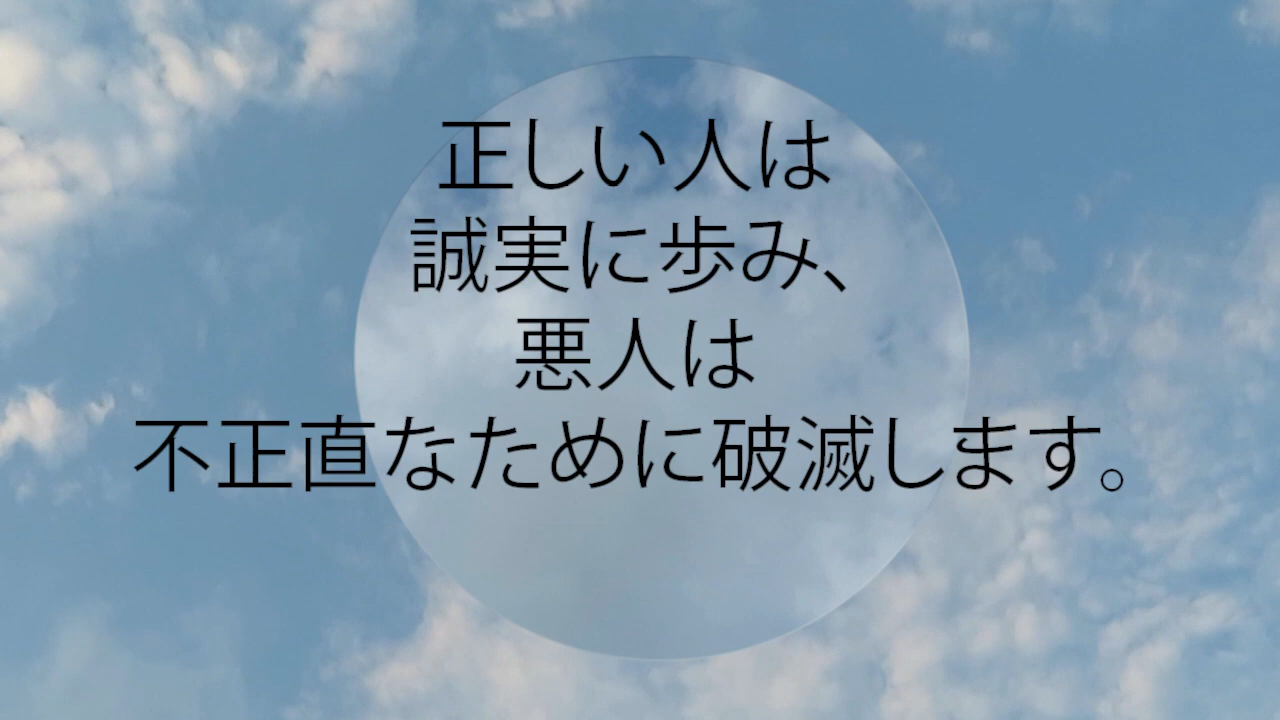 正しい人は
誠実に歩み、
悪人は
不正直なために破滅します。